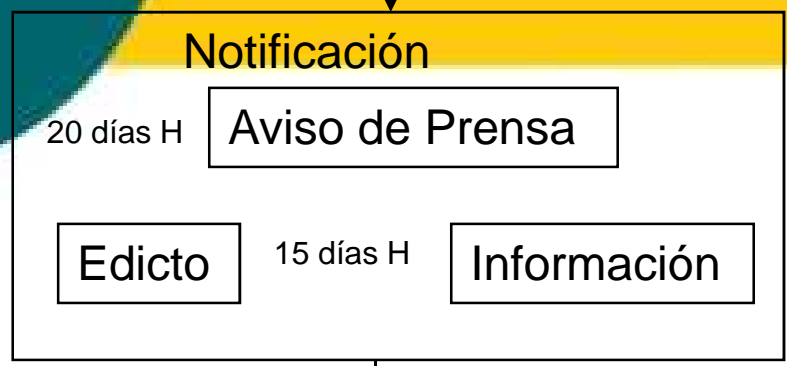 Notificación
20 días H Aviso de Prensa
Edicto 15 días H Información